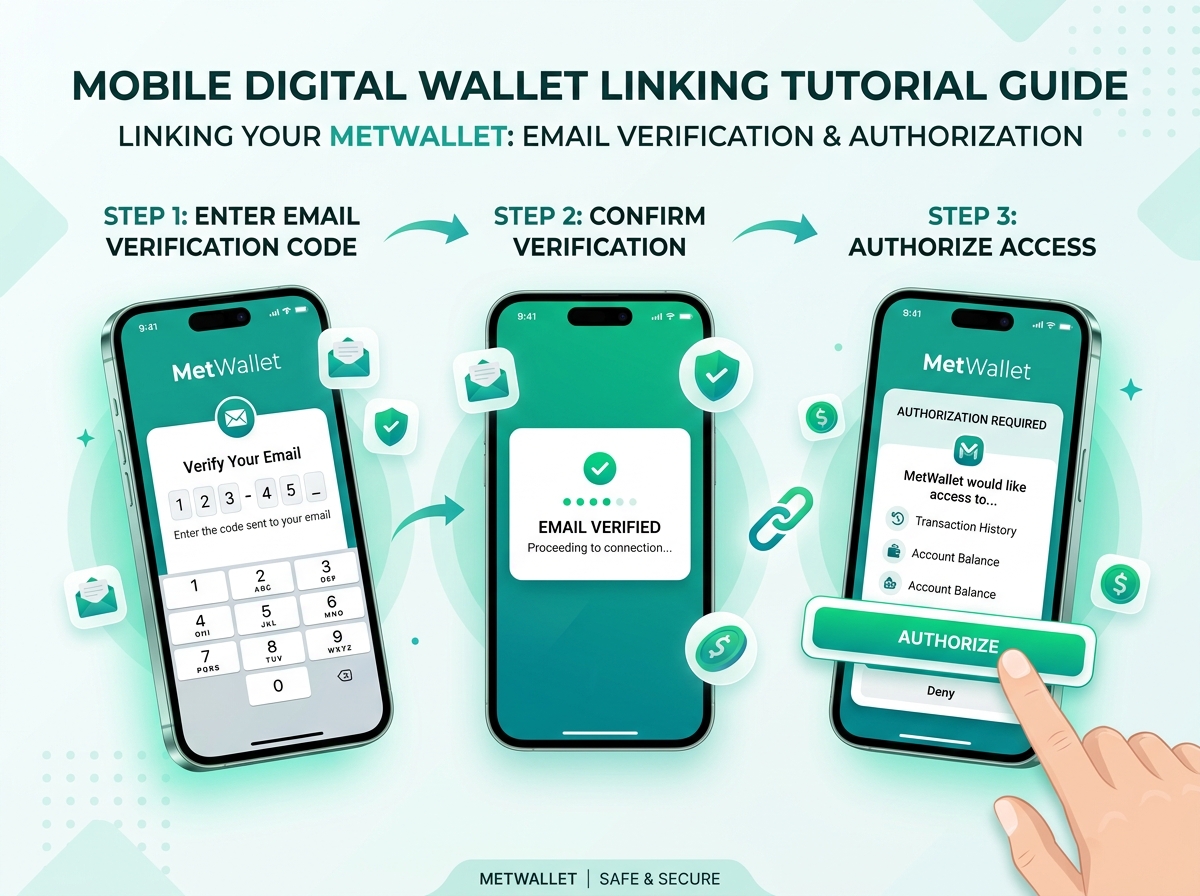 MOBILE DIGITAL WALLET LINKING TUTORIAL GUIDE
LINKING YOUR METWALLET: EMAIL VERIFICATION & AUTHORIZATION
STEP 1: ENTER EMAIL
VERIFICATION CODE
STEP 2: CONFIRM
VERIFICATION
STEP 3:
AUTHORIZE ACCESS
9:41
MetWallet
Verify Your Email
1 2 3 - 4 5 _
Enter the code sent to your email
1
2
ABC
3
4
5
JKL
6
MNO
7
PQRS
8
TUV
9
WXYZ
0
9:41
EMAIL VERIFIED
Proceeding to connection...
9:41
MetWallet
AUTHORIZATION REQUIRED
MetWallet would like
access to...
Transaction History
Account Balance
Account Balance
AUTHORIZE
Deny
METWALLET | SAFE & SECURE